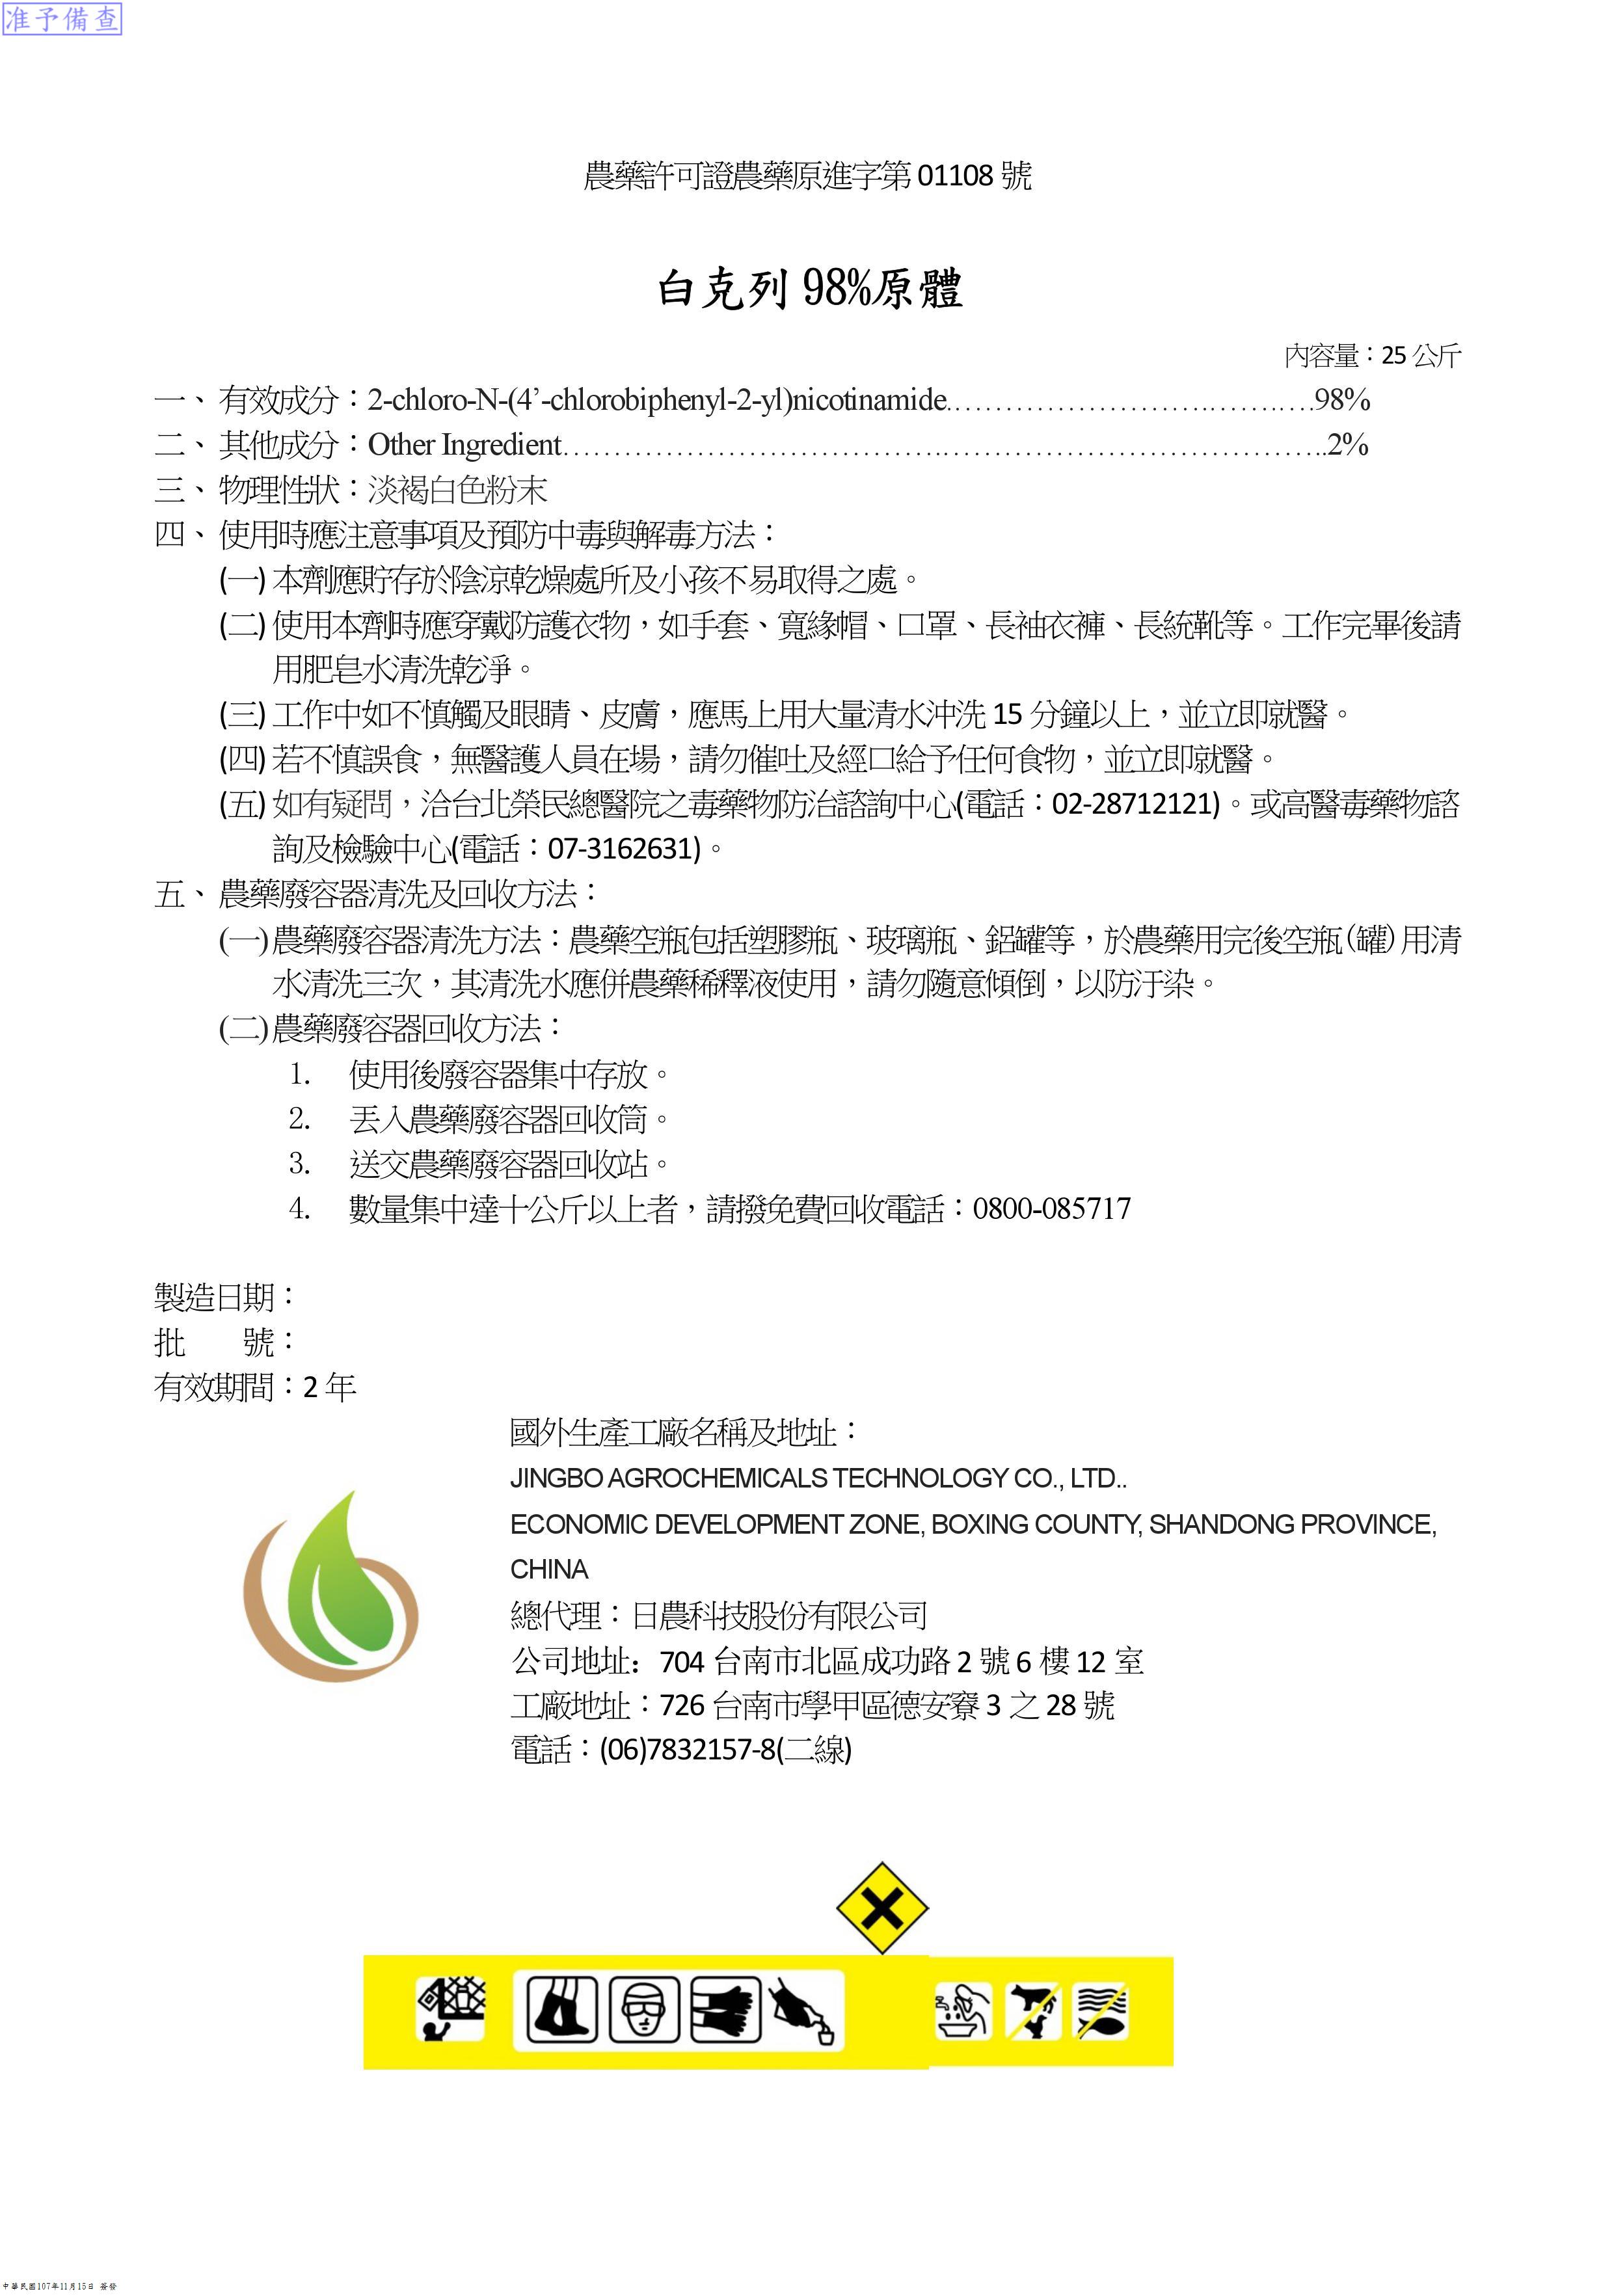 准予備查
農藥許可證農藥原進字第 01108 號
白克列 98%原體
內容量：25 公斤
一、 有效成分：2-chloro-N-(4’-chlorobiphenyl-2-yl)nicotinamide……………………………….98%
二、 其他成分：Other Ingredient……………………………………………………………………..2%
三、 物理性狀：淡褐白色粉末
四、 使用時應注意事項及預防中毒與解毒方法：
(一) 本劑應貯存於陰涼乾燥處所及小孩不易取得之處。
(二) 使用本劑時應穿戴防護衣物，如手套、寬緣帽、口罩、長袖衣褲、長統靴等。工作完畢後請
用肥皂水清洗乾淨。
(三) 工作中如不慎觸及眼睛、皮膚，應馬上用大量清水沖洗 15 分鐘以上，並立即就醫。
(四) 若不慎誤食，無醫護人員在場，請勿催吐及經口給予任何食物，並立即就醫。
(五) 如有疑問，洽台北榮民總醫院之毒藥物防治諮詢中心(電話：02-28712121)。或高醫毒藥物諮
詢及檢驗中心(電話：07-3162631)。
五、 農藥廢容器清洗及回收方法：
(一)農藥廢容器清洗方法：農藥空瓶包括塑膠瓶、玻璃瓶、鋁罐等，於農藥用完後空瓶(罐)用清
水清洗三次，其清洗水應併農藥稀釋液使用，請勿隨意傾倒，以防汙染。
(二)農藥廢容器回收方法：
1. 使用後廢容器集中存放。
2. 丟入農藥廢容器回收筒。
3. 送交農藥廢容器回收站。
4. 數量集中達十公斤以上者，請撥免費回收電話：0800-085717
製造日期：
批　　號：
有效期間：2 年
國外生產工廠名稱及地址：
JINGBO AGROCHEMICALS TECHNOLOGY CO., LTD..
ECONOMIC DEVELOPMENT ZONE, BOXING COUNTY, SHANDONG PROVINCE,
CHINA
總代理：日農科技股份有限公司
公司地址：704 台南市北區成功路 2 號 6 樓 12 室
工廠地址：726 台南市學甲區德安寮 3 之 28 號
電話：(06)7832157-8(二線)
中華民國107年11月15日 簽發